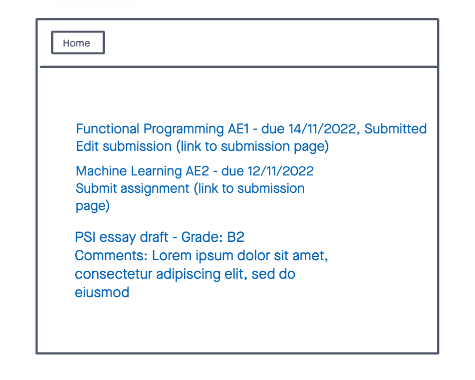 Home
Functional Programming AE1 - due 14/11/2022, Submitted
Edit submission (link to submission page)
Machine Learning AE2 - due 12/11/2022
Submit assignment (link to submission
page)
PSI essay draft - Grade: B2
Comments: Lorem ipsum dolor sit amet,
consectetur adipiscing elit, sed do
eiusmod